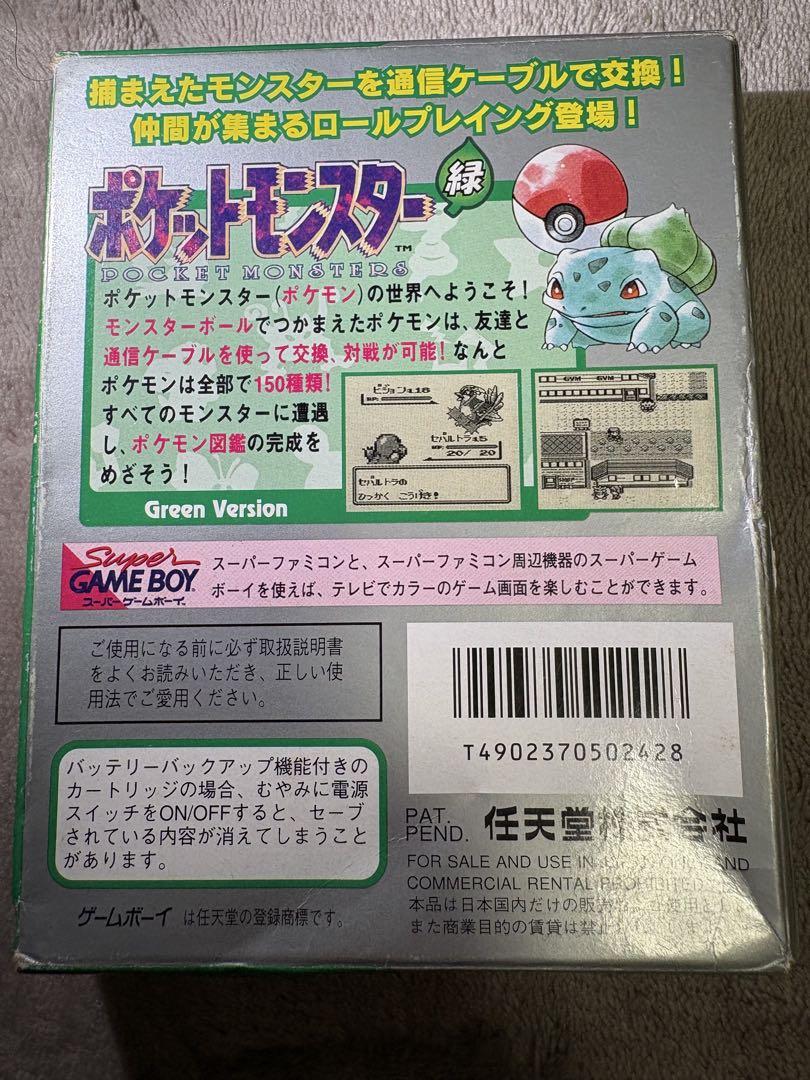 捕まえたモンスターを通信ケーブルで交換!
仲間が集まるロールプレイング登場!
ポケットモンスター 緑
TM
POCKET MONSTERS
ポケットモンスター(ポケモン)の世界へようこそ!
モンスターボールでつかまえたポケモンは、友達と
通信ケーブルを使って交換、対戦が可能!なんと
ポケモンは全部で150種類!
すべてのモンスターに遭遇
し、ポケモン図鑑の完成を
めざそう!
Green Version
ピジョン :L18
HP:
セパルトラ :L5
HP:
20/ 20
セパルトラの
ひっかく こうげき!
GYM GYM
Super
GAME BOY
スーパーゲームボーイ
スーパーファミコンと、スーパーファミコン周辺機器のスーパーゲーム
ボーイを使えば、テレビでカラーのゲーム画面を楽しむことができます。
ご使用になる前に必ず取扱説明書
をよくお読みいただき、正しい使
用法でご愛用ください。
T4902370502428
バッテリーバックアップ機能付きの
カートリッジの場合、むやみに電源
スイッチをON/OFFすると、セーブ
されている内容が消えてしまうこと
があります。
PAT.
PEND.
任天堂株式会社
FOR SALE AND USE IN AND
COMMERCIAL RENTAL PROHIBITED.
本品は日本国内だけの販売
また商業目的の賃貸は禁止
ゲームボーイ は任天堂の登録商標です。